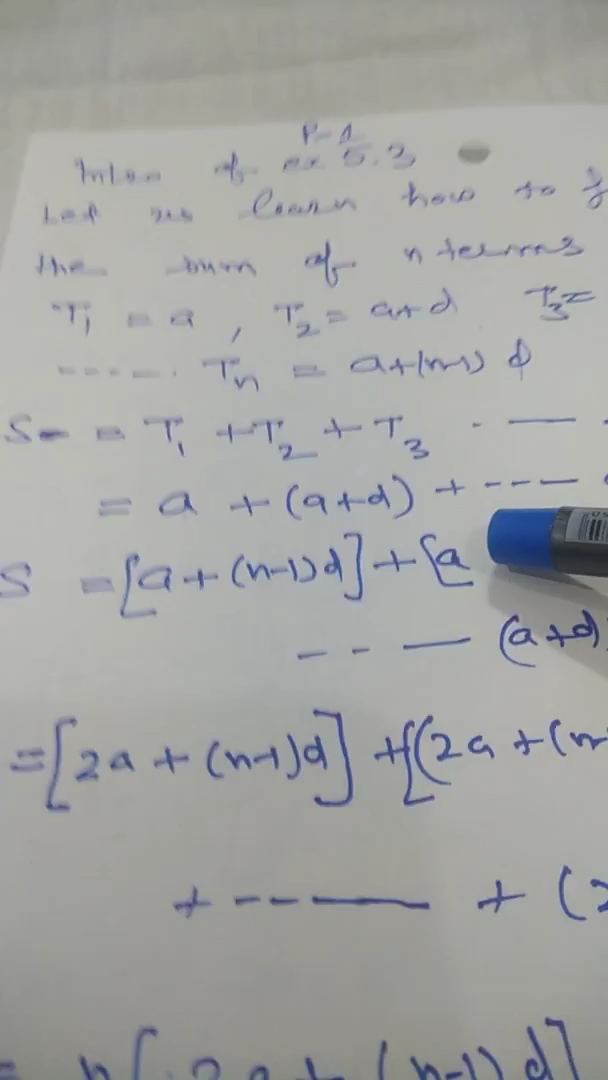 P-1
Intro of ex 5.3
Let us learn how to f
the sum of n terms
T₁ = a, T₂ = a+d T₃=
------ Tₙ = a+(n-1) d
S = T₁ + T₂ + T₃ . —
= a + (a+d) + ---
S = [a + (n-1)d] + [a
- - — (a+d)
= [2a + (n-1)d] + [(2a + (n-
+ --— + (2
= n[ 2a + (n-1) d]